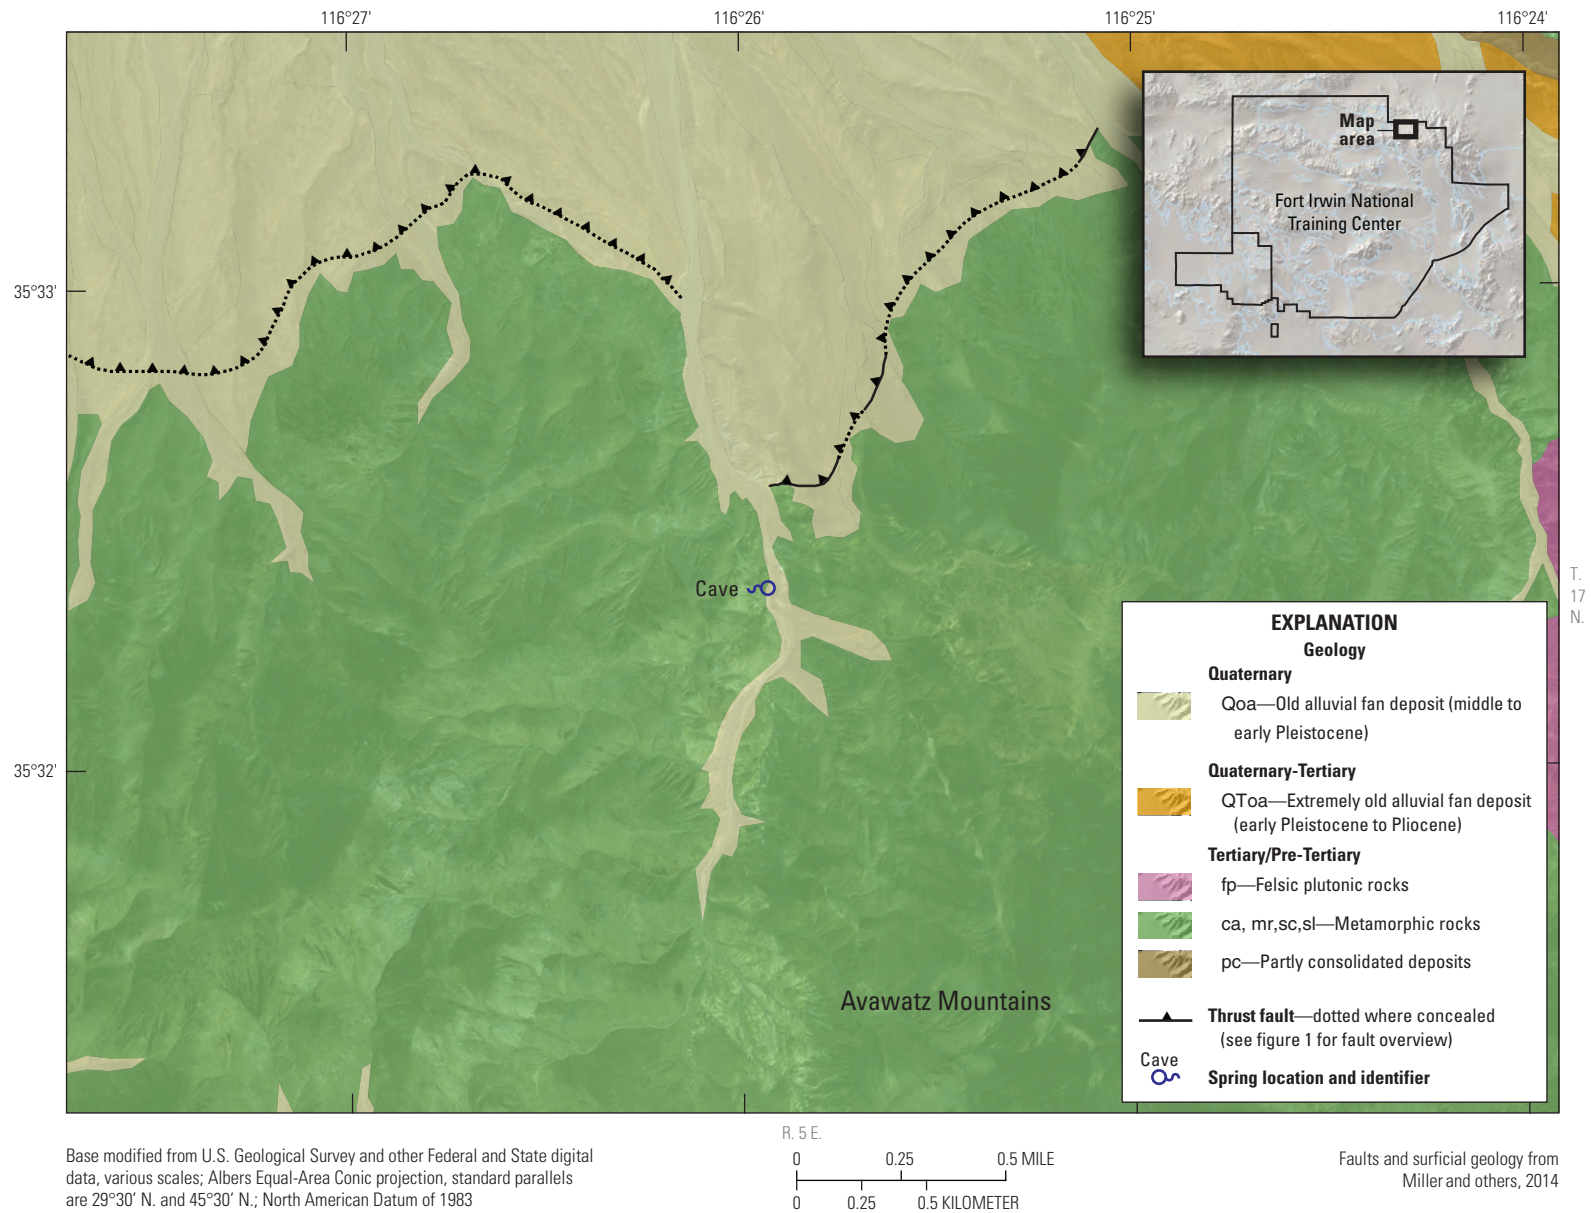 116°27'
116°26'
116°25'
116°24'
Map
area
Fort Irwin National
Training Center
35°33'
Cave
T.
17
N.
35°32'
Avawatz Mountains
EXPLANATION
Geology
Quaternary
Qoa—Old alluvial fan deposit (middle to
early Pleistocene)
Quaternary-Tertiary
QToa—Extremely old alluvial fan deposit
(early Pleistocene to Pliocene)
Tertiary/Pre-Tertiary
fp—Felsic plutonic rocks
ca, mr,sc,sl—Metamorphic rocks
pc—Partly consolidated deposits
Thrust fault—dotted where concealed
(see figure 1 for fault overview)
Cave
Spring location and identifier
R. 5 E.
Base modified from U.S. Geological Survey and other Federal and State digital
data, various scales; Albers Equal-Area Conic projection, standard parallels
are 29°30′ N. and 45°30′ N.; North American Datum of 1983
0 0.25 0.5 MILE
0 0.25 0.5 KILOMETER
Faults and surficial geology from
Miller and others, 2014